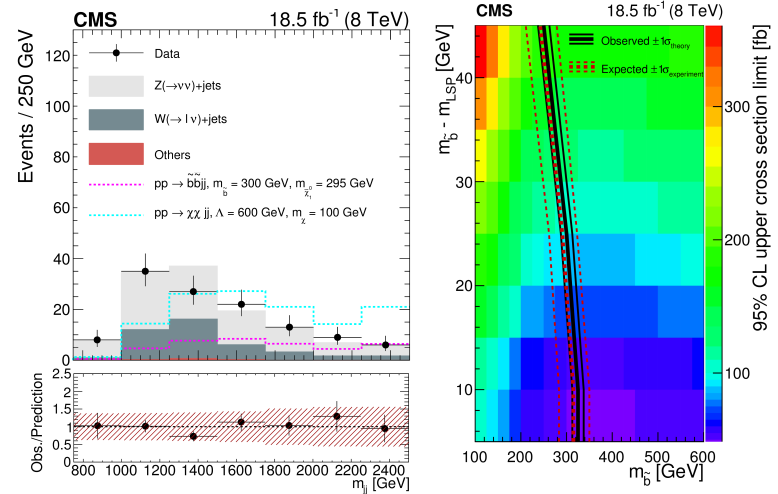 CMS 18.5 fb⁻¹ (8 TeV)
Events / 250 GeV
120
100
80
60
40
20
0
Data
Z(→νν)+jets
W(→ l ν)+jets
Others
pp → b̃b̃jj, m_b̃ = 300 GeV, m_χ̃⁰₁ = 295 GeV
pp → χχ jj, Λ = 600 GeV, m_χ = 100 GeV
Obs./Prediction
2.5
2
1.5
1
0.5
0
800 1000 1200 1400 1600 1800 2000 2200 2400
m_jj [GeV]
CMS 18.5 fb⁻¹ (8 TeV)
m_b̃ - m_LSP [GeV]
40
30
20
10
Observed ±1σ_theory
Expected ±1σ_experiment
100 200 300 400 500 600
m_b̃ [GeV]
300
200
100
95% CL upper cross section limit [fb]